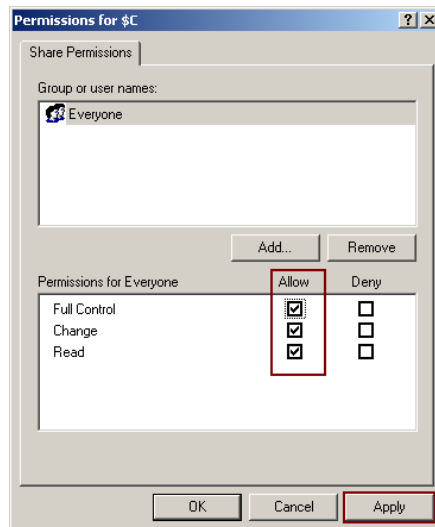 Permissions for $C
Share Permissions
Group or user names:
Everyone
Add... Remove
Permissions for Everyone Allow Deny
Full Control
Change
Read
OK Cancel Apply